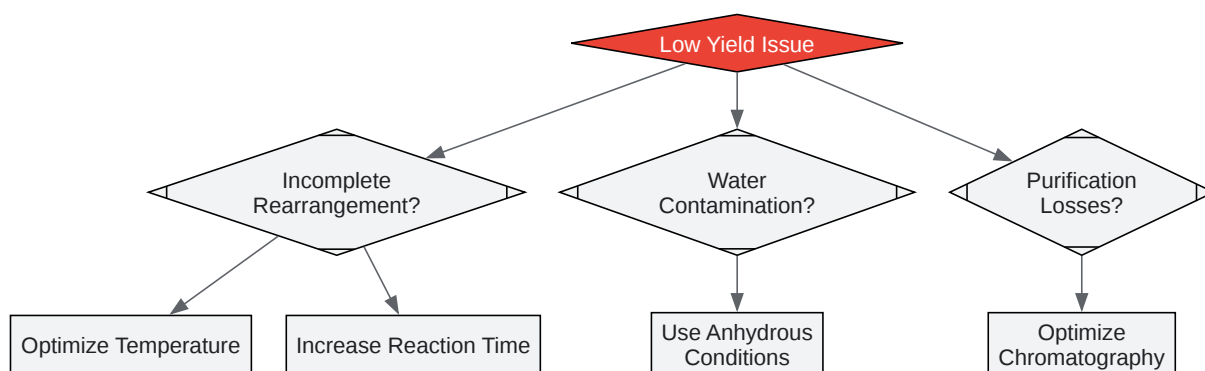 Low Yield Issue
Incomplete
Rearrangement?
Water
Contamination?
Purification
Losses?
Optimize Temperature
Increase Reaction Time
Use Anhydrous
Conditions
Optimize
Chromatography